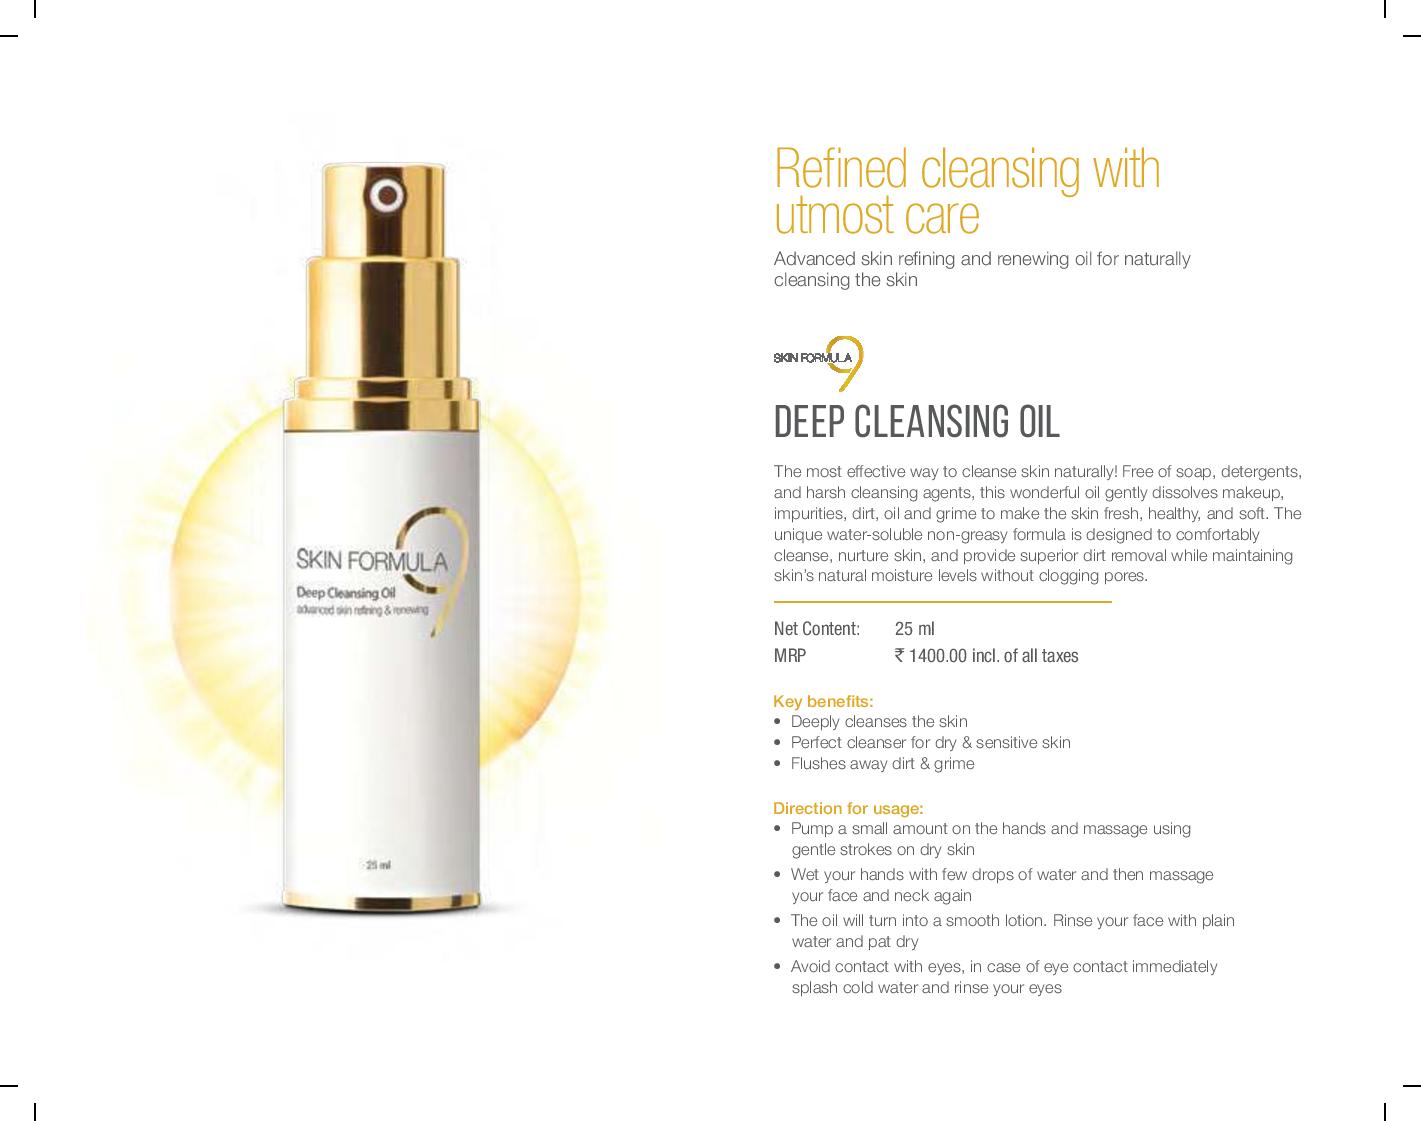 Refined cleansing with
utmost care
Advanced skin refining and renewing oil for naturally
cleansing the skin
SKIN FORMULA 9
DEEP CLEANSING OIL
The most effective way to cleanse skin naturally! Free of soap, detergents,
and harsh cleansing agents, this wonderful oil gently dissolves makeup,
impurities, dirt, oil and grime to make the skin fresh, healthy, and soft. The
unique water-soluble non-greasy formula is designed to comfortably
cleanse, nurture skin, and provide superior dirt removal while maintaining
skin's natural moisture levels without clogging pores.
Net Content: 25 ml
MRP ₹ 1400.00 incl. of all taxes
Key benefits:
• Deeply cleanses the skin
• Perfect cleanser for dry & sensitive skin
• Flushes away dirt & grime
Direction for usage:
• Pump a small amount on the hands and massage using
gentle strokes on dry skin
• Wet your hands with few drops of water and then massage
your face and neck again
• The oil will turn into a smooth lotion. Rinse your face with plain
water and pat dry
• Avoid contact with eyes, in case of eye contact immediately
splash cold water and rinse your eyes
SKIN FORMULA 9
Deep Cleansing Oil
advanced skin refining & renewing
25 ml